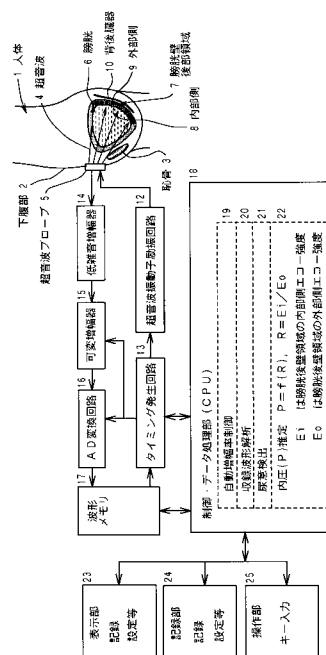 1 人体
4 超音波
6 膀胱
10 背後臓器
9 外部側
7 膀胱壁
後部領域
8 内部側
恥骨 3
下腹部 2
超音波プローブ 5
14
低雑音増幅器
12
超音波振動子励振回路
15
可変増幅器
13
タイミング発生回路
16
AD変換回路
17
波形
メモリ
18
制御・データ処理部(CPU)
自動増幅率制御 19
収録波形解析 20
尿意検出 21
内圧(P)推定 P=f(R), R=Ei/Eo 22
Ei は膀胱後壁領域の内部側エコー強度
Eo は膀胱後壁領域の外部側エコー強度
23
表示部
記録
設定等
24
記録部
記録
設定等
25
操作部
キー入力